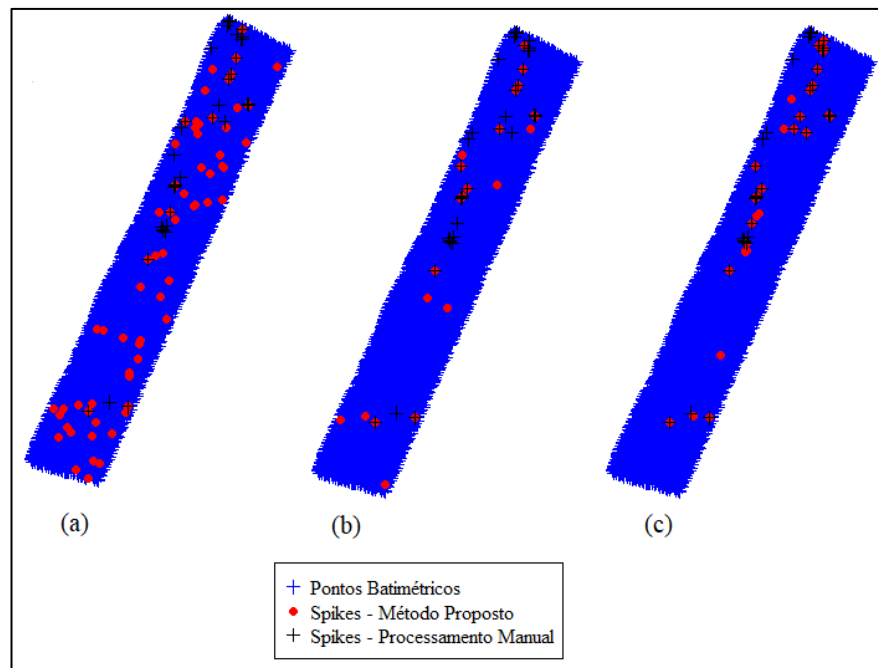 (a)
(b)
(c)
Pontos Batimétricos
Spikes - Método Proposto
Spikes - Processamento Manual